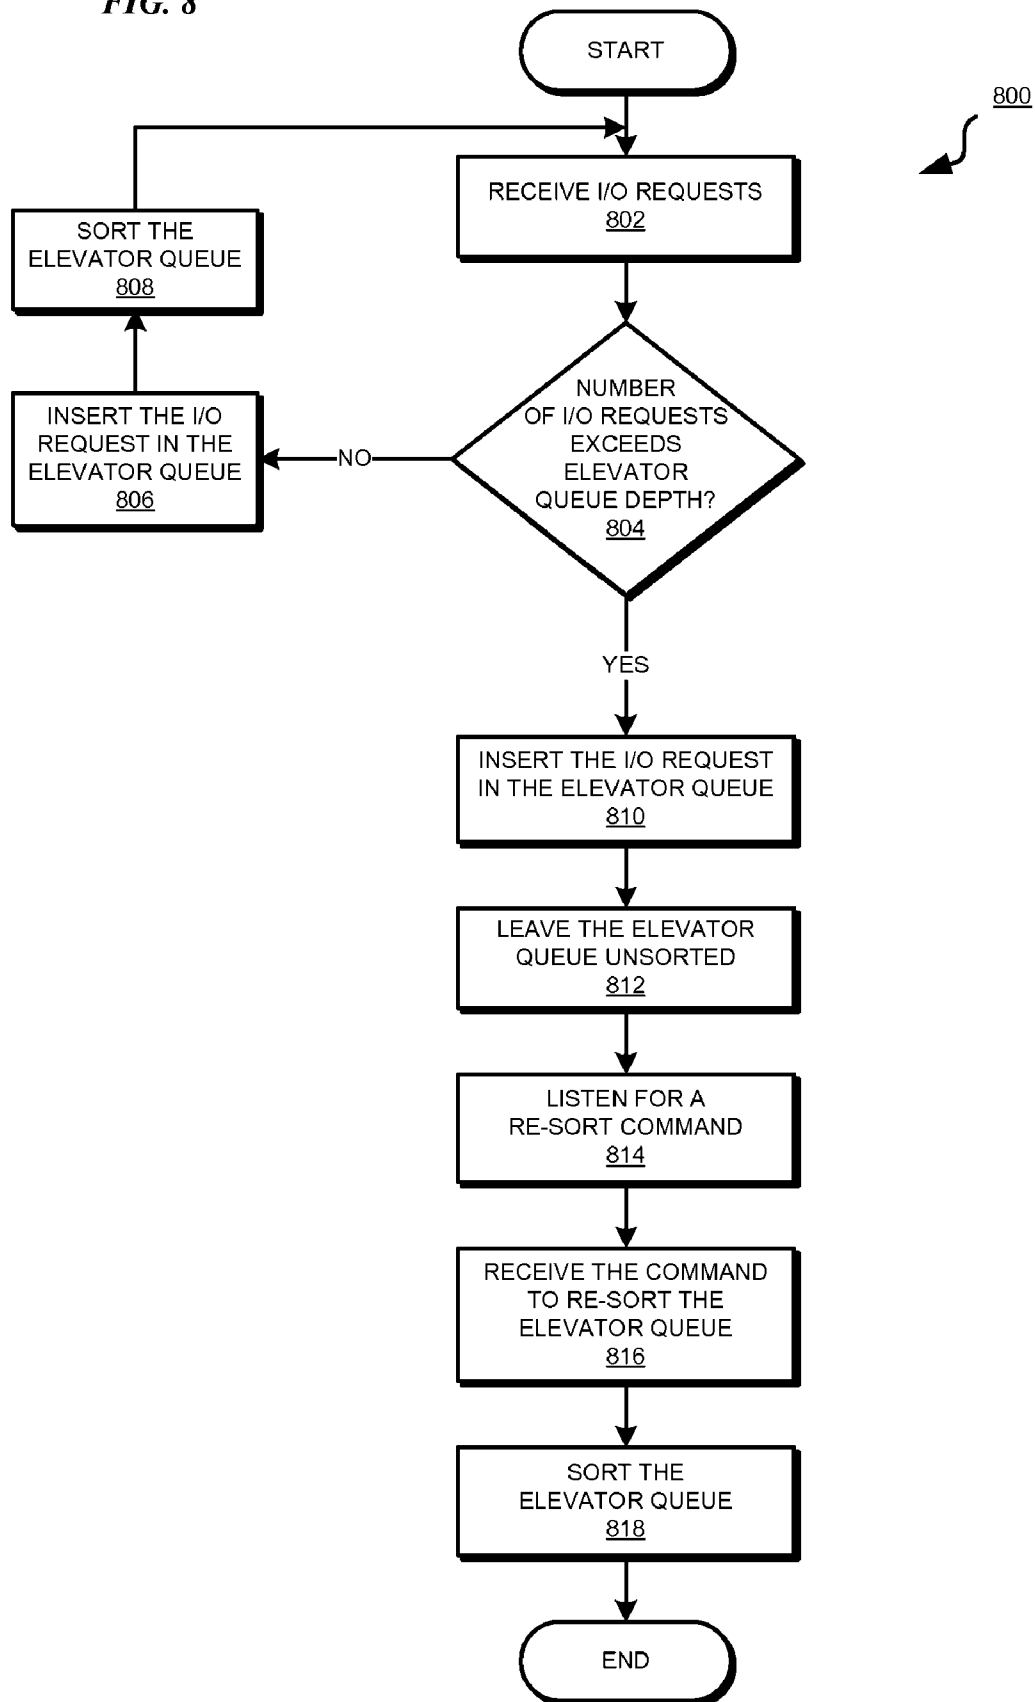 FIG. 8
START
800
RECEIVE I/O REQUESTS
802
SORT THE
ELEVATOR QUEUE
808
NUMBER
OF I/O REQUESTS
EXCEEDS
ELEVATOR
QUEUE DEPTH?
804
NO
INSERT THE I/O
REQUEST IN THE
ELEVATOR QUEUE
806
YES
INSERT THE I/O REQUEST
IN THE ELEVATOR QUEUE
810
LEAVE THE ELEVATOR
QUEUE UNSORTED
812
LISTEN FOR A
RE-SORT COMMAND
814
RECEIVE THE COMMAND
TO RE-SORT THE
ELEVATOR QUEUE
816
SORT THE
ELEVATOR QUEUE
818
END